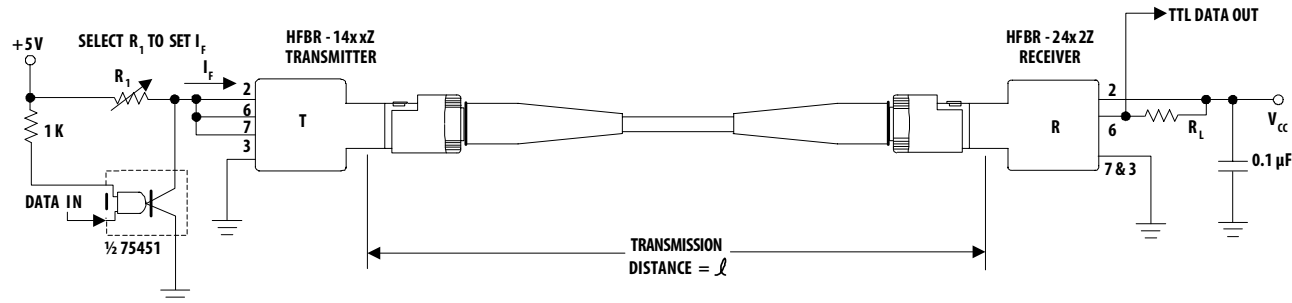 +5 V
SELECT R1 TO SET IF
IF
R1
1 K
DATA IN
½ 75451
HFBR - 14xxZ
TRANSMITTER
2
6
7
3
T
TRANSMISSION
DISTANCE = ℓ
HFBR - 24x2Z
RECEIVER
R
2
6
7 & 3
TTL DATA OUT
RL
VCC
0.1 µF